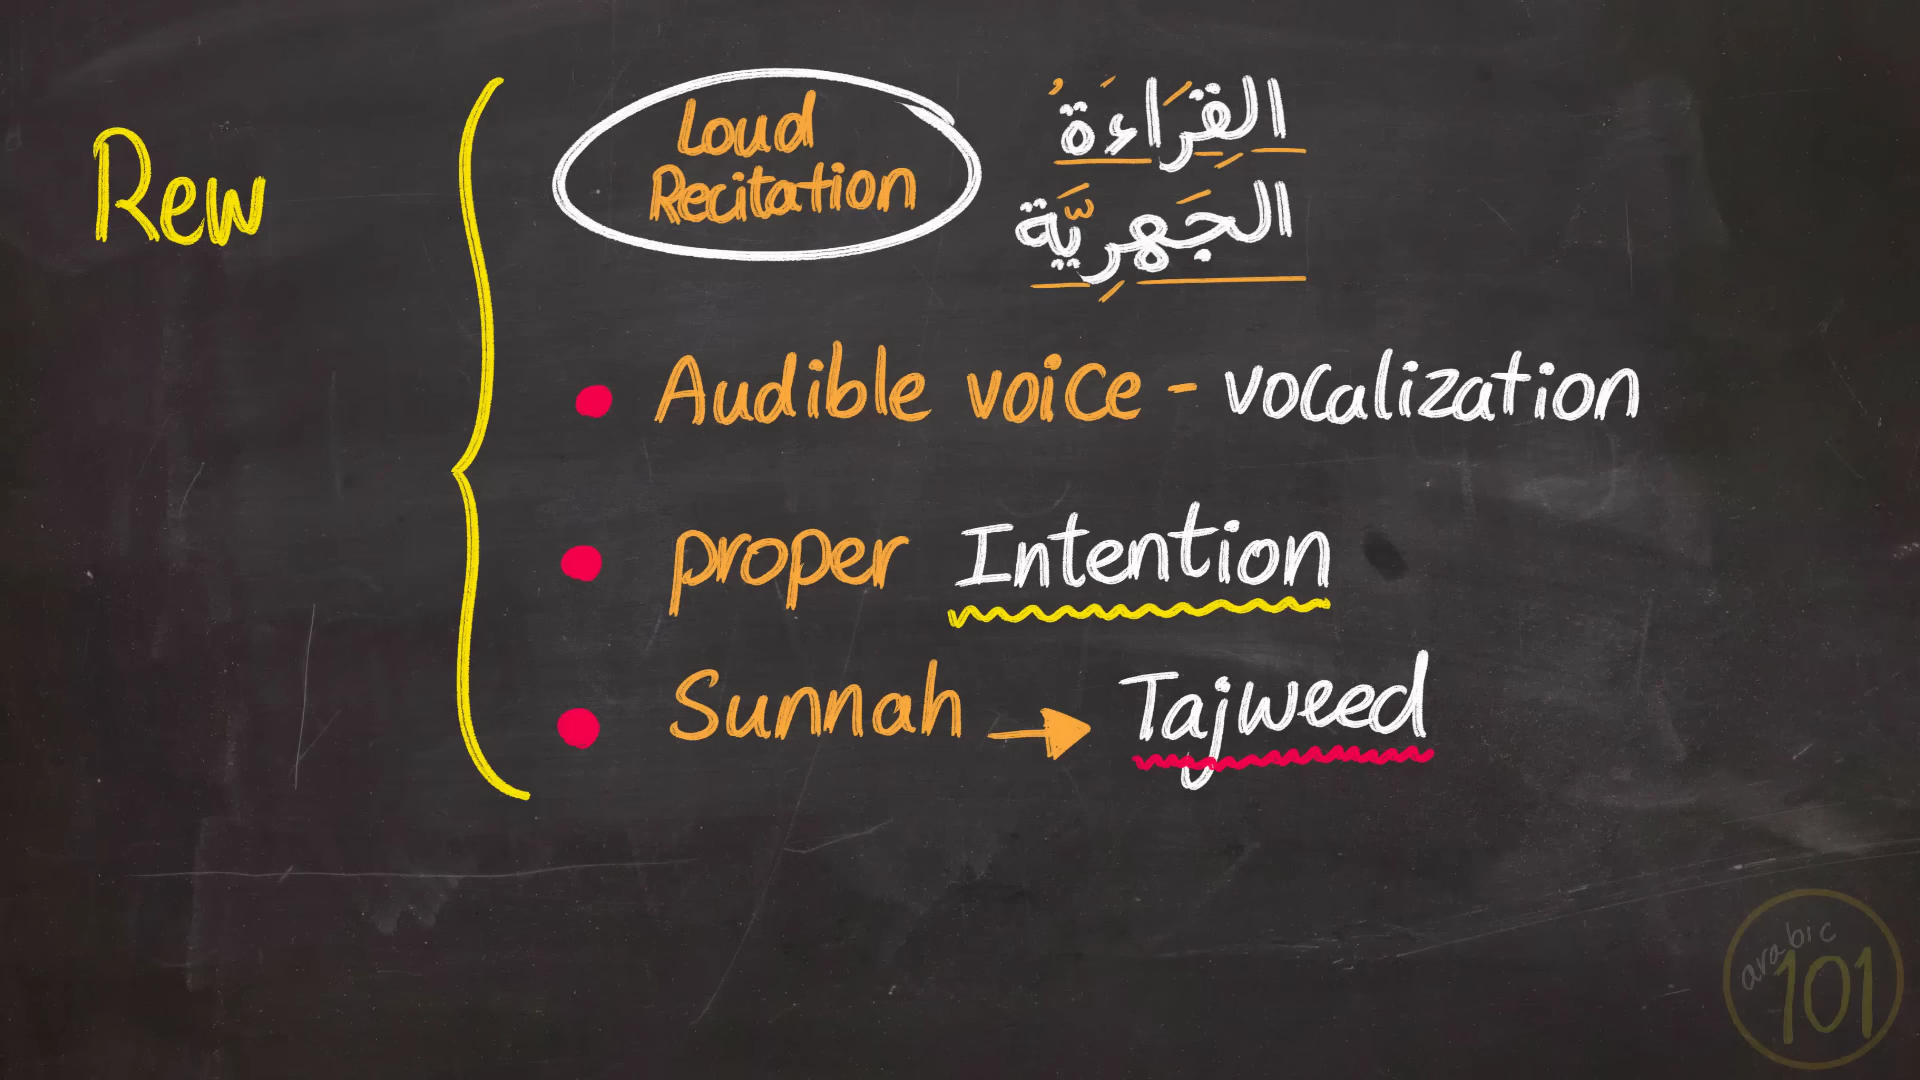 Rew
Loud
Recitation
القِرَاءَةُ
الجَهرِيَّة
Audible voice - vocalization
proper Intention
Sunnah → Tajweed
arabic
101